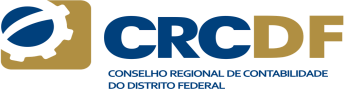 CRCDF
CONSELHO REGIONAL DE CONTABILIDADE
DO DISTRITO FEDERAL